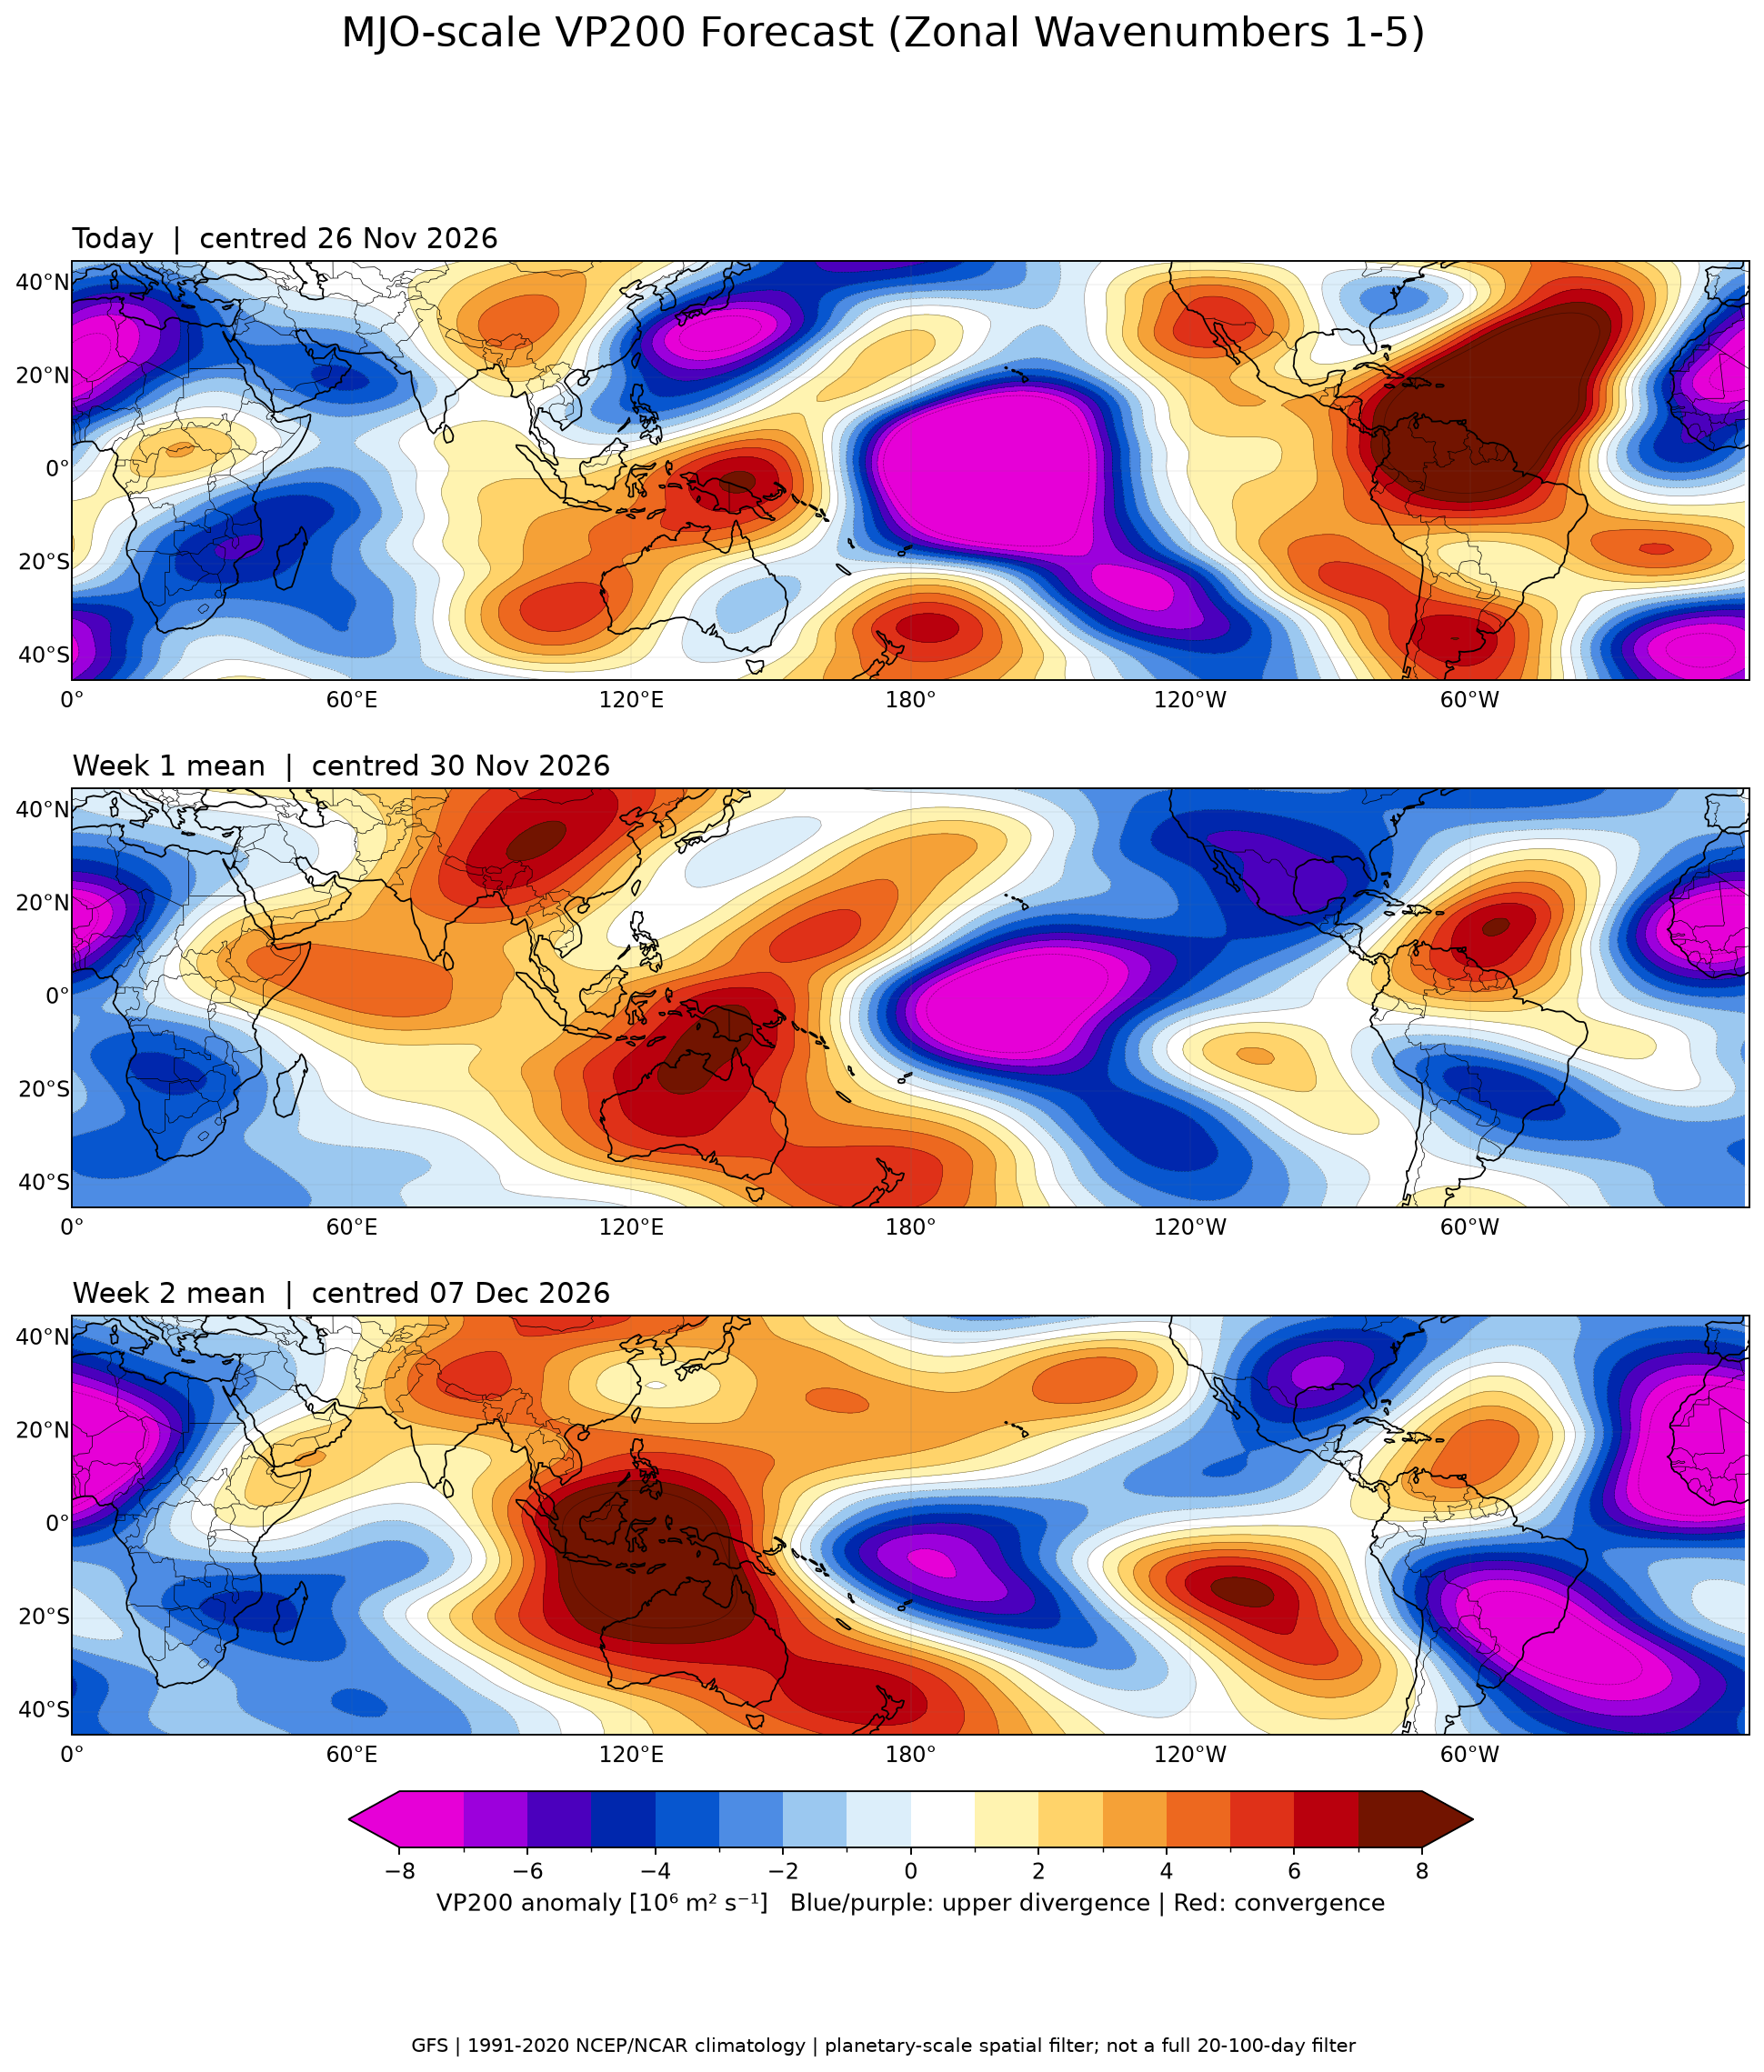 MJO-scale VP200 Forecast (Zonal Wavenumbers 1-5)
Today | centred 26 Nov 2026
40°N
20°N
0°
20°S
40°S
0° 60°E 120°E 180° 120°W 60°W
Week 1 mean | centred 30 Nov 2026
40°N
20°N
0°
20°S
40°S
0° 60°E 120°E 180° 120°W 60°W
Week 2 mean | centred 07 Dec 2026
40°N
20°N
0°
20°S
40°S
0° 60°E 120°E 180° 120°W 60°W
−8 −6 −4 −2 0 2 4 6 8
VP200 anomaly [10⁶ m² s⁻¹] Blue/purple: upper divergence | Red: convergence
GFS | 1991-2020 NCEP/NCAR climatology | planetary-scale spatial filter; not a full 20-100-day filter